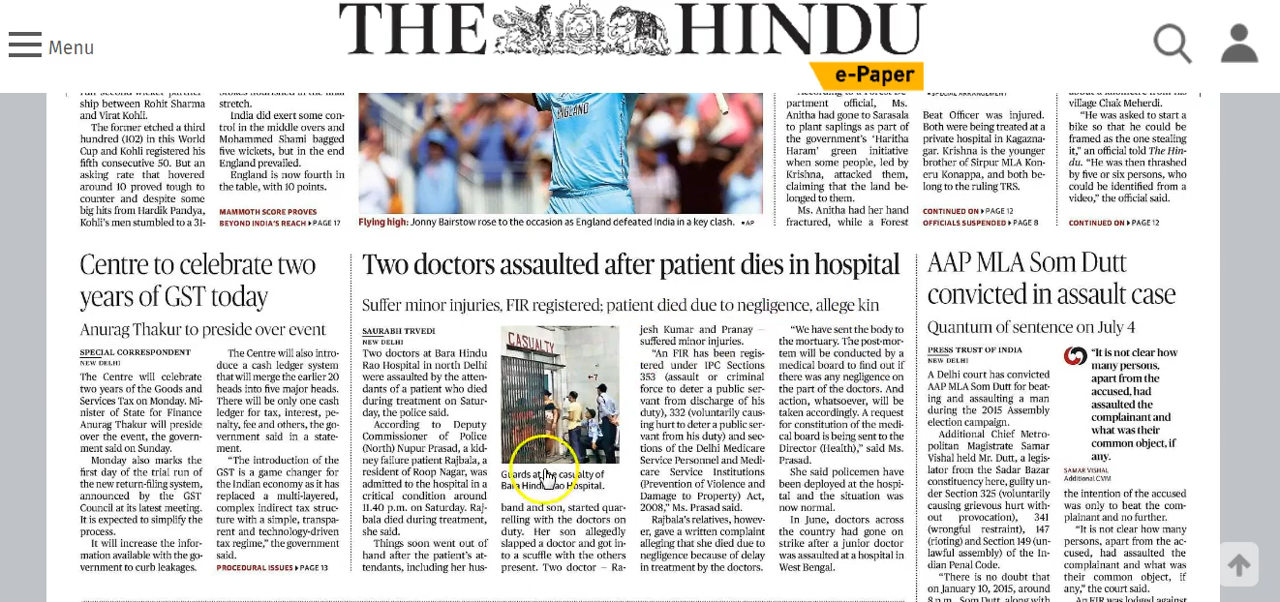 Menu
THE HINDU
e-Paper
ship between Rohit Sharma
and Virat Kohli.
The former etched a third
hundred (102) in this World
Cup and Kohli registered his
fifth consecutive 50. But an
asking rate that hovered
around 10 proved tough to
counter and despite some
big hits from Hardik Pandya,
Kohli's men stumbled to a 31-
stretch.
India did exert some con-
trol in the middle overs and
Mohammed Shami bagged
five wickets, but in the end
England prevailed.
England is now fourth in
the table, with 10 points.
MAMMOTH SCORE PROVES
BEYOND INDIA'S REACH ▶ PAGE 17
ENGLAND
Flying high: Jonny Bairstow rose to the occasion as England defeated India in a key clash. • AP
According to a Forest De-
partment official, Ms.
Anitha had gone to Sarasala
to plant saplings as part of
the government's 'Haritha
Haram' green initiative
when some people, led by
Krishna, attacked them,
claiming that the land be-
longed to them.
Ms. Anitha had her hand
fractured, while a Forest
• SPECIAL ARRANGEMENT
Beat Officer was injured.
Both were being treated at a
private hospital in Kagazna-
gar. Krishna is the younger
brother of Sirpur MLA Kon-
eru Konappa, and both be-
long to the ruling TRS.
CONTINUED ON ▶ PAGE 12
OFFICIALS SUSPENDED ▶ PAGE 8
village Chak Meherdi.
"He was asked to start a
bike so that he could be
framed as the one stealing
it," an official told The Hin-
du. "He was then thrashed
by five or six persons, who
could be identified from a
video," the official said.
CONTINUED ON ▶ PAGE 12
Centre to celebrate two
years of GST today
Anurag Thakur to preside over event
SPECIAL CORRESPONDENT
NEW DELHI
The Centre will celebrate
two years of the Goods and
Services Tax on Monday. Mi-
nister of State for Finance
Anurag Thakur will preside
over the event, the govern-
ment said on Sunday.
Monday also marks the
first day of the trial run of
the new return-filing system,
announced by the GST
Council at its latest meeting.
It is expected to simplify the
process.
It will increase the infor-
mation available with the go-
vernment to curb leakages.
The Centre will also intro-
duce a cash ledger system
that will merge the earlier 20
heads into five major heads.
There will be only one cash
ledger for tax, interest, pe-
nalty, fee and others, the go-
vernment said in a state-
ment.
"The introduction of the
GST is a game changer for
the Indian economy as it has
replaced a multi-layered,
complex indirect tax struc-
ture with a simple, transpa-
rent and technology-driven
tax regime," the government
said.
PROCEDURAL ISSUES ▶ PAGE 13
Two doctors assaulted after patient dies in hospital
Suffer minor injuries, FIR registered; patient died due to negligence, allege kin
SAURABH TRVEDI
NEW DELHI
Two doctors at Bara Hindu
Rao Hospital in north Delhi
were assaulted by the atten-
dants of a patient who died
during treatment on Satur-
day, the police said.
According to Deputy
Commissioner of Police
(North) Nupur Prasad, a kid-
ney failure patient Rajbala, a
resident of Roop Nagar, was
admitted to the hospital in a
critical condition around
11.40 p.m. on Saturday. Raj-
bala died during treatment,
she said.
Things soon went out of
hand after the patient's at-
tendants, including her hus-
CASUALTY
Guards at the casualty of
Bara Hindu Rao Hospital.
band and son, started quar-
relling with the doctors on
duty. Her son allegedly
slapped a doctor and got in-
to a scuffle with the others
present. Two doctor – Ra-
jesh Kumar and Pranay –
suffered minor injuries.
"An FIR has been regis-
tered under IPC Sections
353 (assault or criminal
force to deter a public ser-
vant from discharge of his
duty), 332 (voluntarily caus-
ing hurt to deter a public ser-
vant from his duty) and sec-
tions of the Delhi Medicare
Service Personnel and Medi-
care Service Institutions
(Prevention of Violence and
Damage to Property) Act,
2008," Ms. Prasad said.
Rajbala's relatives, howev-
er, gave a written complaint
alleging that she died due to
negligence because of delay
in treatment by the doctors.
"We have sent the body to
the mortuary. The post-mor-
tem will be conducted by a
medical board to find out if
there was any negligence on
the part of the doctors. And
action, whatsoever, will be
taken accordingly. A request
for constitution of the medi-
cal board is being sent to the
Director (Health)," said Ms.
Prasad.
She said policemen have
been deployed at the hospi-
tal and the situation was
now normal.
In June, doctors across
the country had gone on
strike after a junior doctor
was assaulted at a hospital in
West Bengal.
AAP MLA Som Dutt
convicted in assault case
Quantum of sentence on July 4
PRESS TRUST OF INDIA
NEW DELHI
A Delhi court has convicted
AAP MLA Som Dutt for beat-
ing and assaulting a man
during the 2015 Assembly
election campaign.
Additional Chief Metro-
politan Magistrate Samar
Vishal held Mr. Dutt, a legis-
lator from the Sadar Bazar
constituency here, guilty un-
der Section 325 (voluntarily
causing grievous hurt with-
out provocation), 341
(wrongful restraint), 147
(rioting) and Section 149 (un-
lawful assembly) of the In-
dian Penal Code.
"There is no doubt that
on January 10, 2015, around
8 p.m., Som Dutt, along with
"It is not clear how
many persons,
apart from the
accused, had
assaulted the
complainant and
what was their
common object, if
any.
SAMAR VISHAL
Additional CMM
the intention of the accused
was only to beat the com-
plainant and no further.
"It is not clear how many
persons, apart from the ac-
cused, had assaulted the
complainant and what was
their common object, if
any," the court said.
An FIR was lodged against